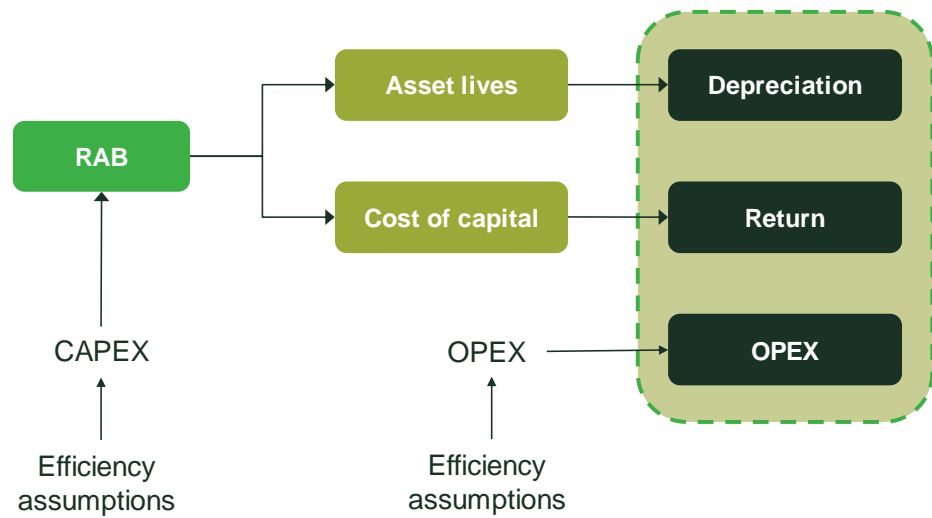 Asset lives
Depreciation
RAB
Cost of capital
Return
CAPEX
OPEX
OPEX
Efficiency
assumptions
Efficiency
assumptions